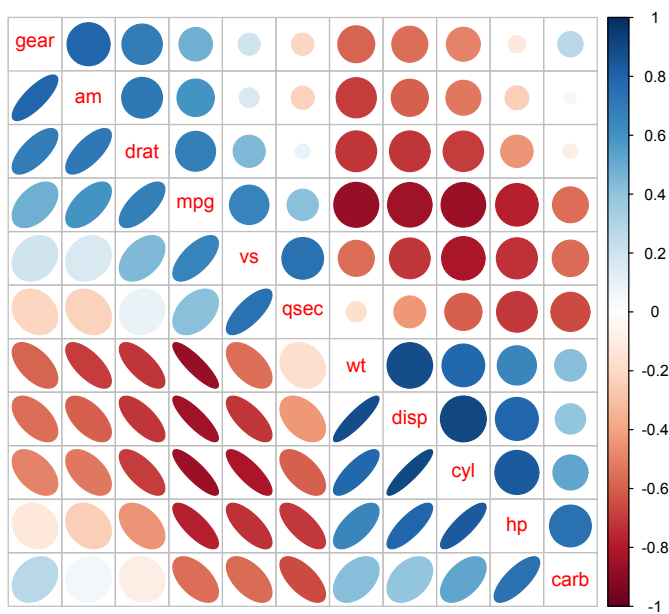 gear
am
drat
mpg
vs
qsec
wt
disp
cyl
hp
carb
1
0.8
0.6
0.4
0.2
0
-0.2
-0.4
-0.6
-0.8
-1